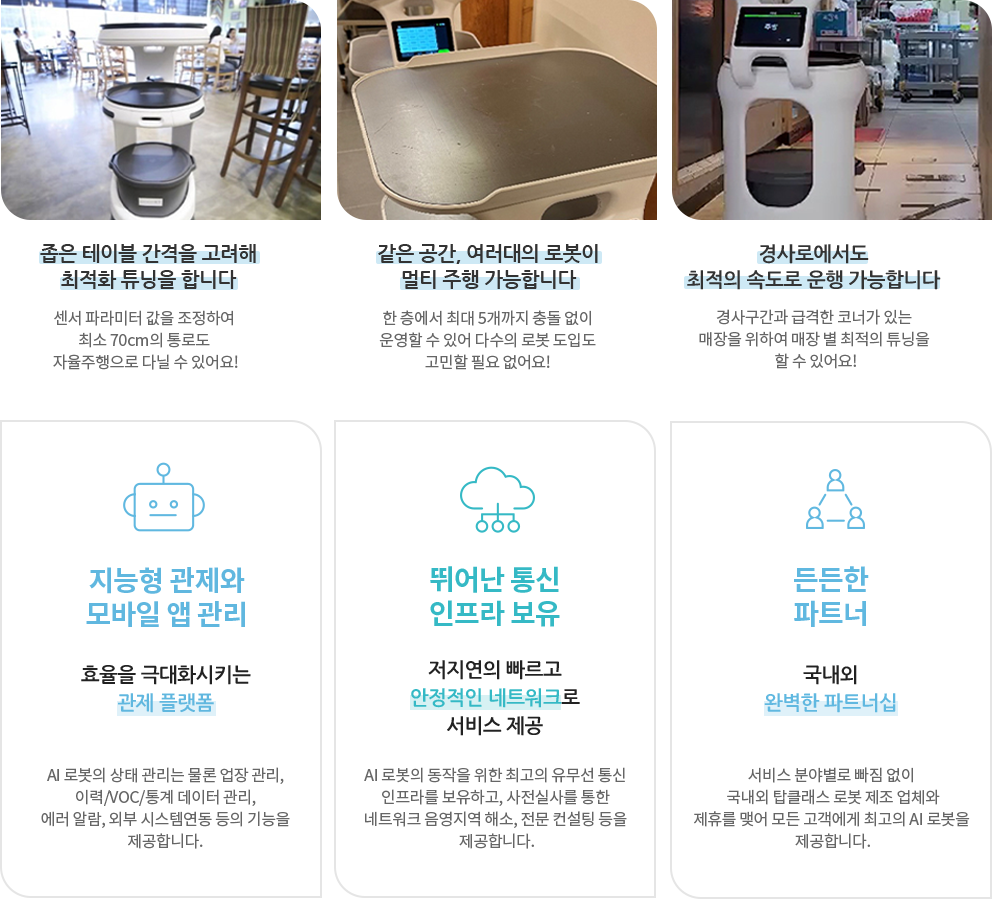 좁은 테이블 간격을 고려해
최적화 튜닝을 합니다
센서 파라미터 값을 조정하여
최소 70cm의 통로도
자율주행으로 다닐 수 있어요!
같은 공간, 여러대의 로봇이
멀티 주행 가능합니다
한 층에서 최대 5개까지 충돌 없이
운영할 수 있어 다수의 로봇 도입도
고민할 필요 없어요!
경사로에서도
최적의 속도로 운행 가능합니다
경사구간과 급격한 코너가 있는
매장을 위하여 매장 별 최적의 튜닝을
할 수 있어요!
지능형 관제와
모바일 앱 관리
효율을 극대화시키는
관제 플랫폼
AI 로봇의 상태 관리는 물론 업장 관리,
이력/VOC/통계 데이터 관리,
에러 알람, 외부 시스템연동 등의 기능을
제공합니다.
뛰어난 통신
인프라 보유
저지연의 빠르고
안정적인 네트워크로
서비스 제공
AI 로봇의 동작을 위한 최고의 유무선 통신
인프라를 보유하고, 사전실사를 통한
네트워크 음영지역 해소, 전문 컨설팅 등을
제공합니다.
든든한
파트너
국내외
완벽한 파트너십
서비스 분야별로 빠짐 없이
국내외 탑클래스 로봇 제조 업체와
제휴를 맺어 모든 고객에게 최고의 AI 로봇을
제공합니다.